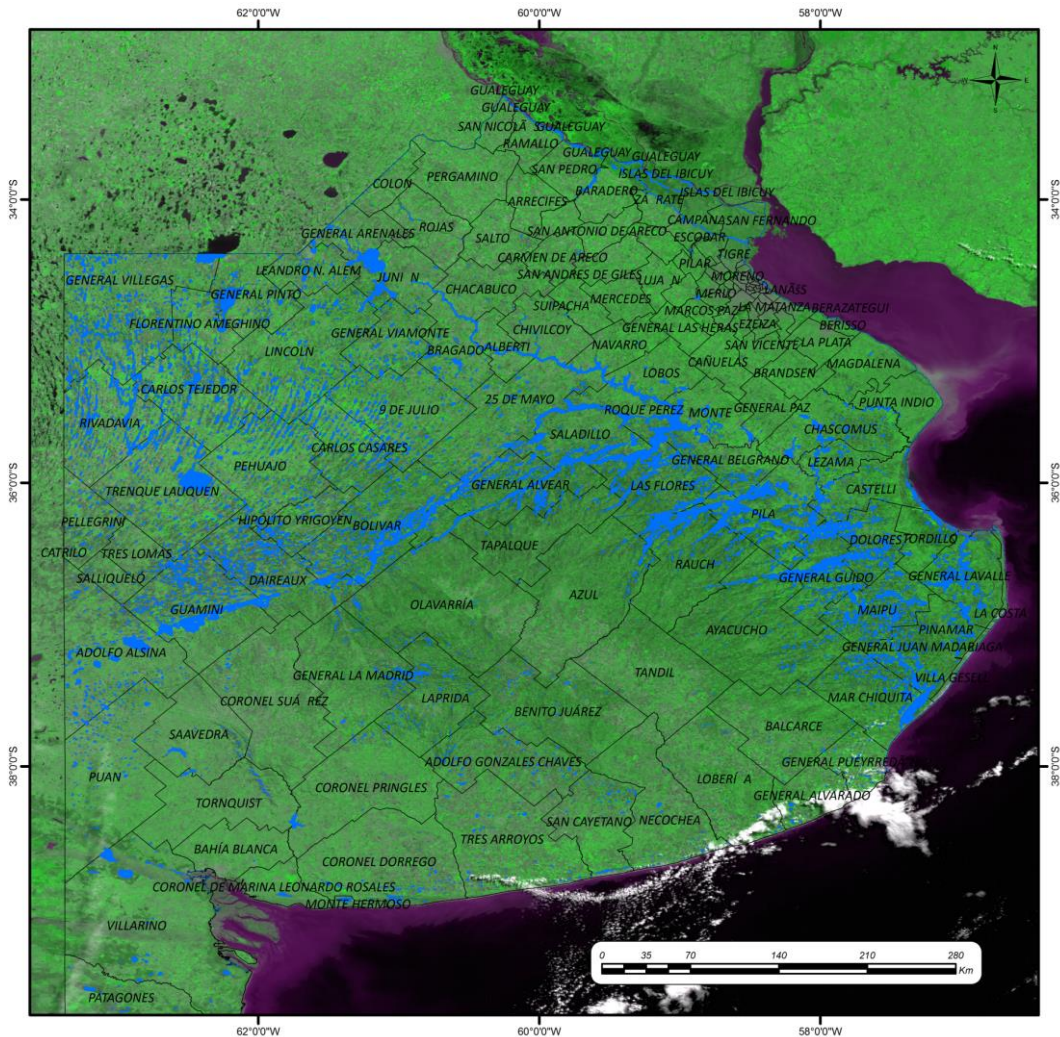 62°0'0"W 60°0'0"W 58°0'0"W
N
W E
S
GUALEGUAY
GUALEGUAY
SAN NICOLÃ S GUALEGUAY
RAMALLO
GUALEGUAY GUALEGUAY
SAN PEDRO
ISLAS DEL IBICUY
PERGAMINO
COLON
BARADERO ISLAS DEL IBICUY
34°0'0"S
34°0'0"S
ARRECIFES ZÁ RATE
CAMPANA SAN FERNANDO
ROJAS
GENERAL ARENALES
SALTO
SAN ANTONIO DE ARECO
ESCOBAR
TIGRE
CARMEN DE ARECO
PILAR
LEANDRO N. ALEM
GENERAL VILLEGAS
JUNI N
SAN ANDRES DE GILES
LUJA N
MORENO
CHACABUCO
LANÃSS
GENERAL PINTO
MERLO
MERCEDES
SUIPACHA
MARCOS PAZ
LA MATANZA
BERAZATEGUI
FLORENTINO AMEGHINO
GENERAL VIAMONTE
CHIVILCOY
GENERAL LAS HERAS
EZEIZA
BERISSO
LINCOLN
BRAGADO
ALBERTI
NAVARRO
SAN VICENTE
LA PLATA
CAÑUELAS
LOBOS
BRANDSEN
MAGDALENA
CARLOS TEJEDOR
25 DE MAYO
9 DE JULIO
ROQUE PEREZ
MONTE
GENERAL PAZ
PUNTA INDIO
RIVADAVIA
SALADILLO
CHASCOMUS
CARLOS CASARES
PEHUAJO
GENERAL BELGRANO
LEZAMA
36°0'0"S
36°0'0"S
TRENQUE LAUQUEN
GENERAL ALVEAR
LAS FLORES
CASTELLI
PELLEGRINI
HIPÓLITO YRIGOYEN
BOLIVAR
PILA
CATRILO
TRES LOMAS
TAPALQUE
DOLORES
TORDILLO
SALLIQUELÓ
DAIREAUX
RAUCH
GENERAL GUIDO
GENERAL LAVALLE
GUAMINI
OLAVARRÍA
AZUL
MAIPU
LA COSTA
AYACUCHO
PINAMAR
ADOLFO ALSINA
GENERAL JUAN MADARIAGA
GENERAL LA MADRID
TANDIL
VILLA GESELL
CORONEL SUÁ REZ
LAPRIDA
BENITO JUÁREZ
MAR CHIQUITA
SAAVEDRA
BALCARCE
38°0'0"S
38°0'0"S
PUAN
ADOLFO GONZALES CHAVES
GENERAL PUEYRRED
CORONEL PRINGLES
LOBERÍ A
TORNQUIST
GENERAL ALVARADO
SAN CAYETANO
NECOCHEA
TRES ARROYOS
BAHÍA BLANCA
CORONEL DORREGO
CORONEL DE MARINA LEONARDO ROSALES
MONTE HERMOSO
VILLARINO
PATAGONES
0 35 70 140 210 280
Km
62°0'0"W 60°0'0"W 58°0'0"W